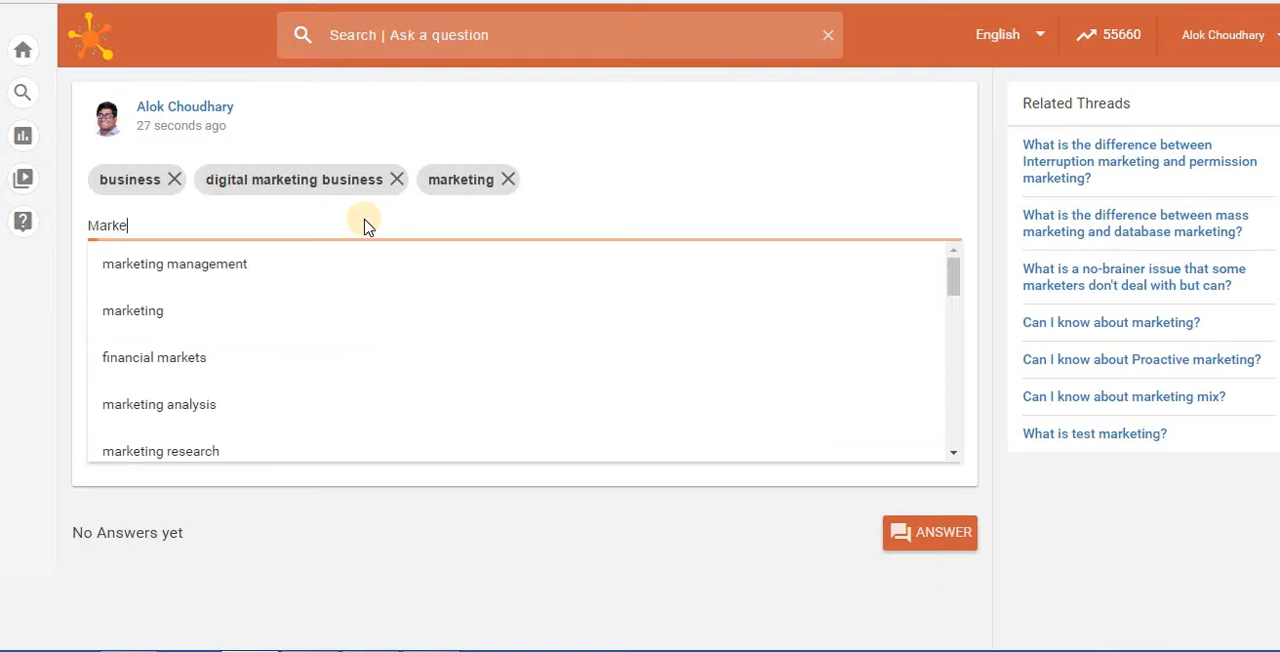 Search | Ask a question
English
55660
Alok Choudhary
Alok Choudhary
27 seconds ago
business
digital marketing business
marketing
Marke
marketing management
marketing
financial markets
marketing analysis
marketing research
No Answers yet
ANSWER
Related Threads
What is the difference between
Interruption marketing and permission
marketing?
What is the difference between mass
marketing and database marketing?
What is a no-brainer issue that some
marketers don't deal with but can?
Can I know about marketing?
Can I know about Proactive marketing?
Can I know about marketing mix?
What is test marketing?